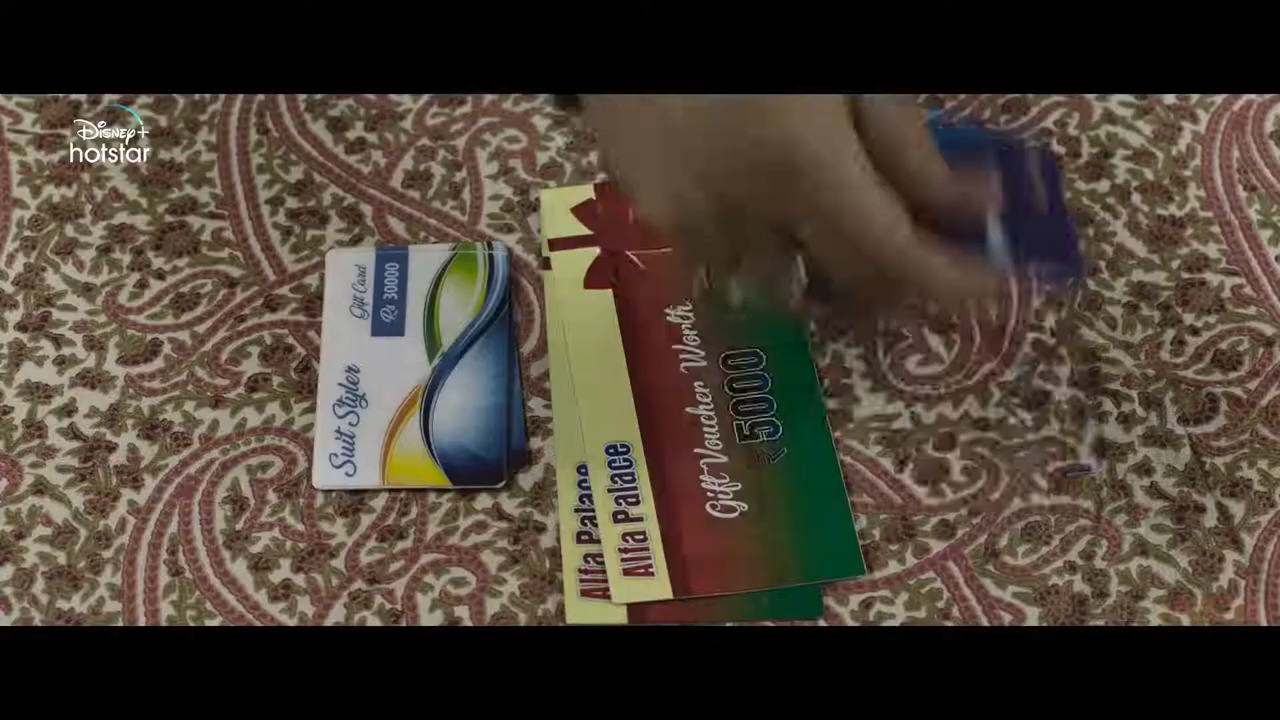 Disney+
hotstar
Suit Styler
Gift Card
Rs 30000
Alfa Palace
Alfa Palace
Gift Voucher Worth
₹5000